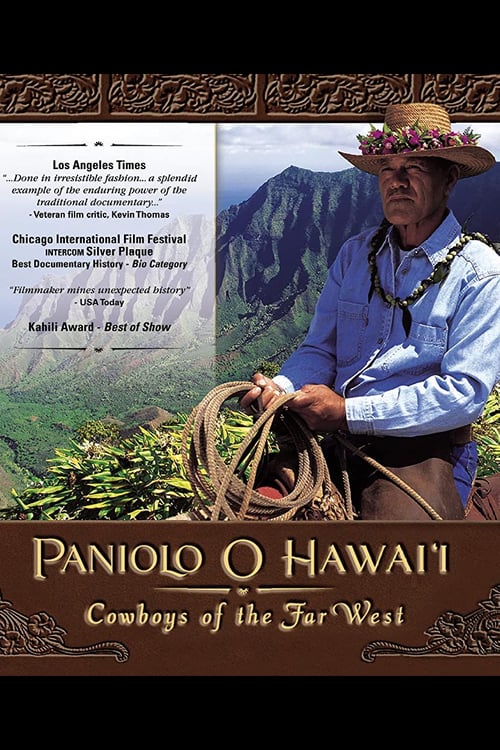 Los Angeles Times
"...Done in irresistible fashion... a splendid
example of the enduring power of the
traditional documentary..."
- Veteran film critic, Kevin Thomas
Chicago International Film Festival
INTERCOM Silver Plaque
Best Documentary History - Bio Category
"Filmmaker mines unexpected history"
- USA Today
Kahili Award - Best of Show
PANIOLO O HAWAI'I
Cowboys of the Far West